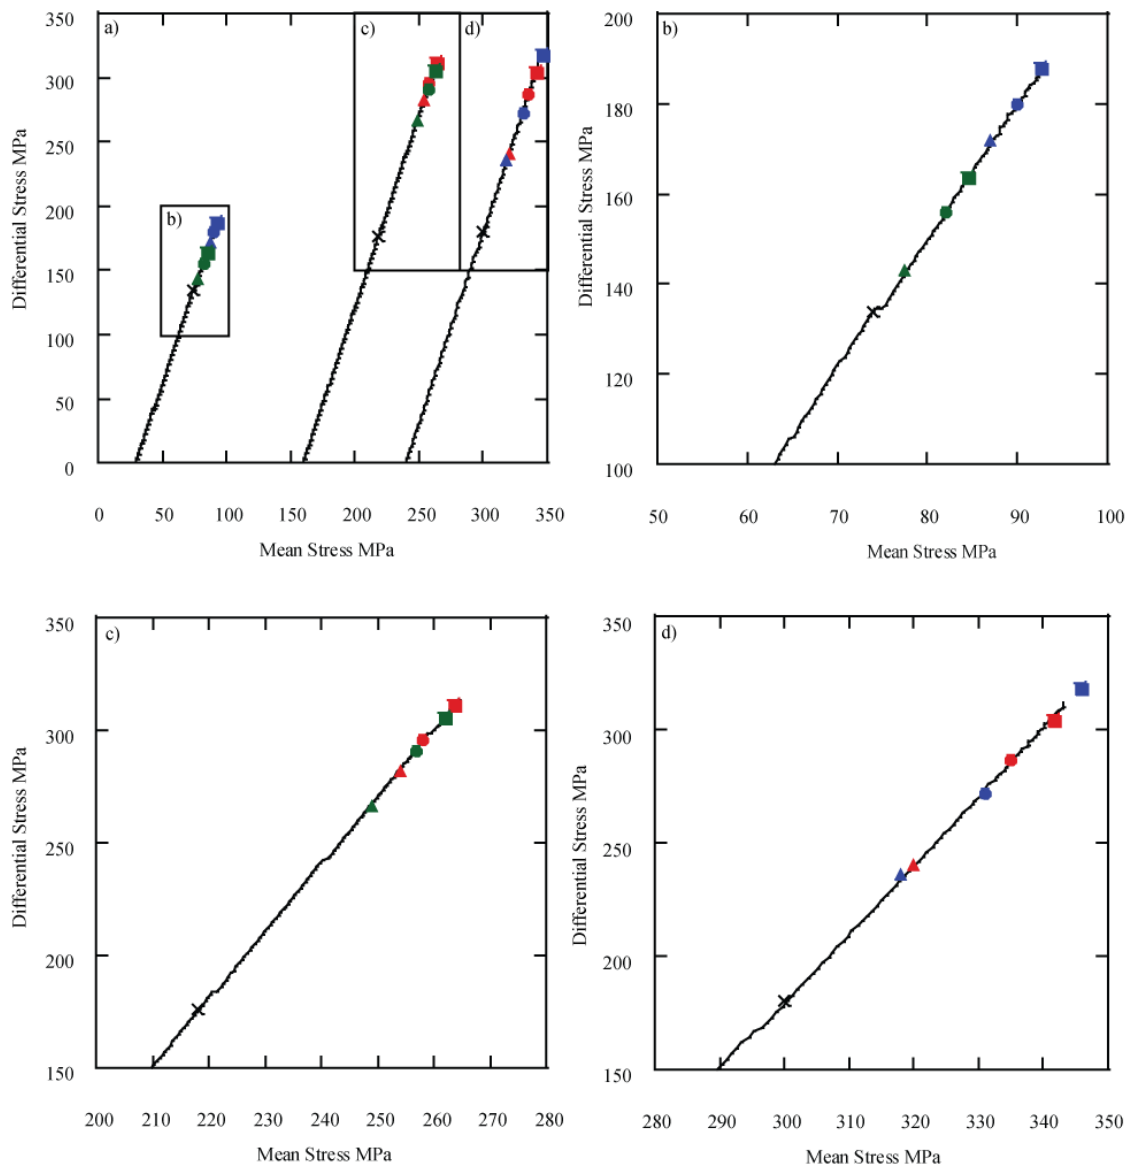 a)
c)
d)
b)
350
300
250
200
150
100
50
0
Differential Stress MPa
0 50 100 150 200 250 300 350
Mean Stress MPa
b)
200
180
160
140
120
100
Differential Stress MPa
50 60 70 80 90 100
Mean Stress MPa
c)
350
300
250
200
150
Differential Stress MPa
200 210 220 230 240 250 260 270 280
Mean Stress MPa
d)
350
300
250
200
150
Differential Stress MPa
280 290 300 310 320 330 340 350
Mean Stress MPa